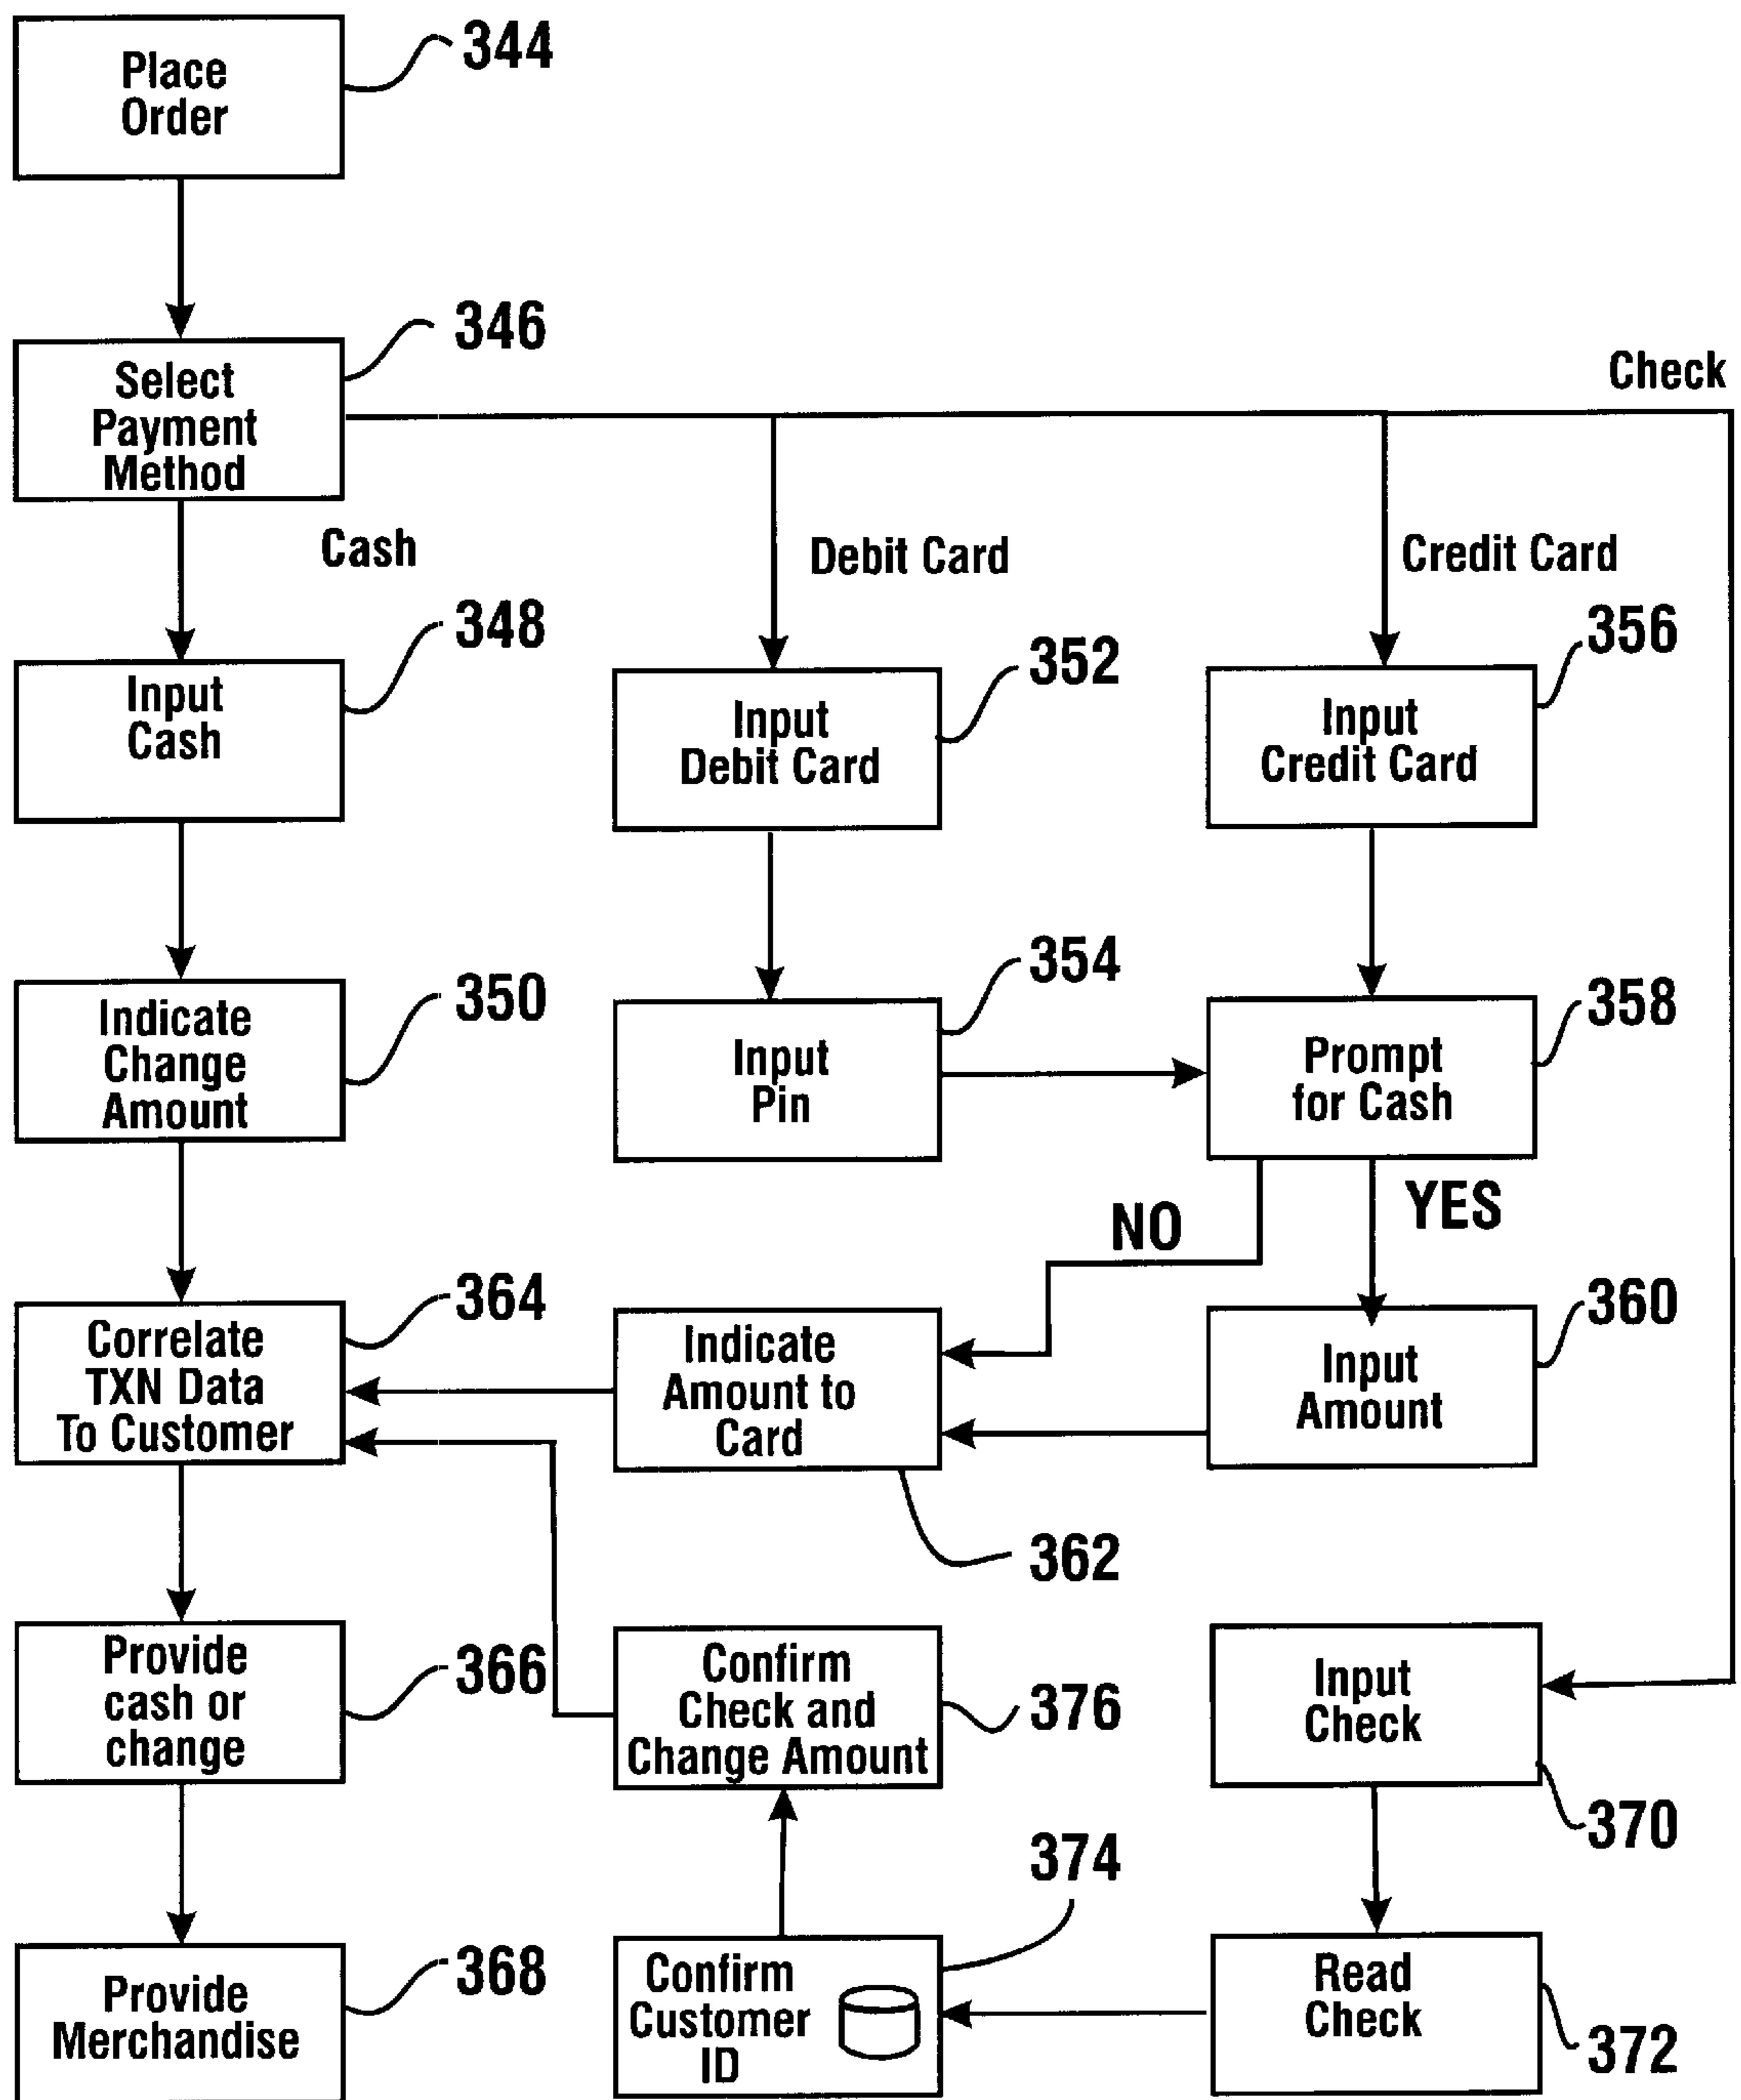 Place
Order
344
Select
Payment
Method
346
Check
Cash
Debit Card
Credit Card
Input
Cash
348
Input
Debit Card
352
Input
Credit Card
356
Indicate
Change
Amount
350
Input
Pin
354
Prompt
for Cash
358
NO
YES
Correlate
TXN Data
To Customer
364
Indicate
Amount to
Card
362
Input
Amount
360
Provide
cash or
change
366
Confirm
Check and
Change Amount
376
Input
Check
370
Provide
Merchandise
368
Confirm
Customer
ID
374
Read
Check
372